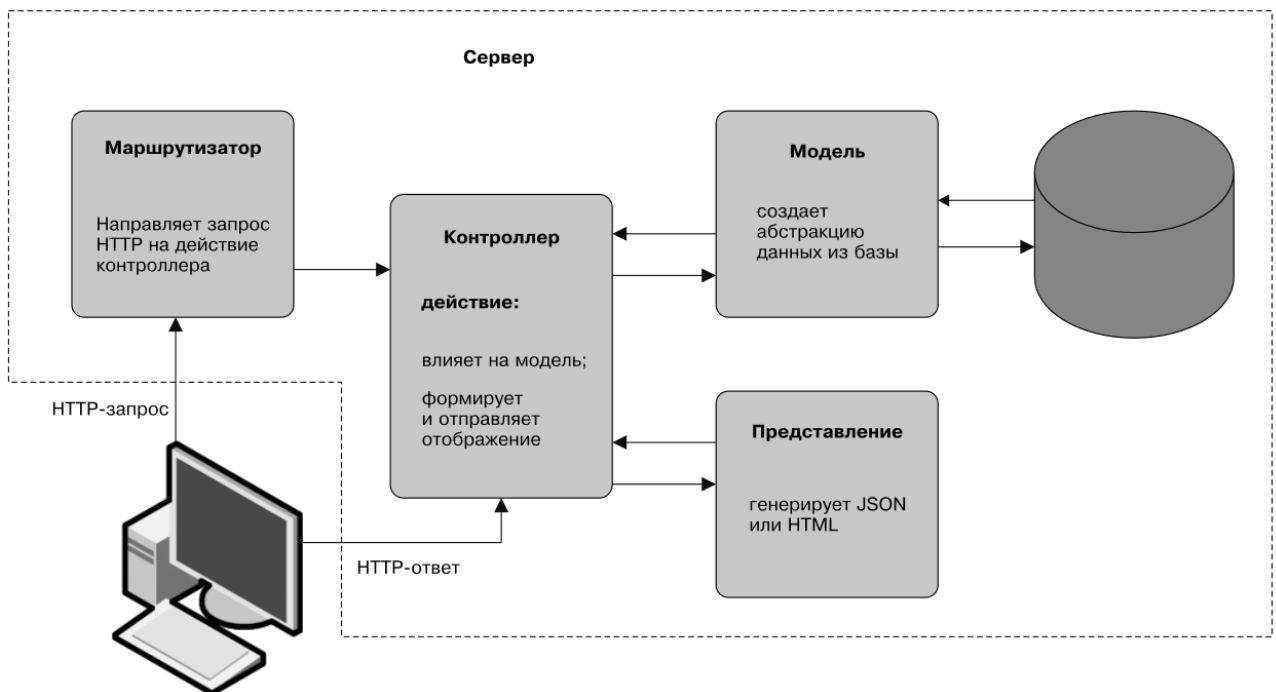 Сервер
Маршрутизатор
Направляет запрос
HTTP на действие
контроллера
Контроллер
действие:
влияет на модель;
формирует
и отправляет
отображение
Модель
создает
абстракцию
данных из базы
Представление
генерирует JSON
или HTML
HTTP-запрос
HTTP-ответ